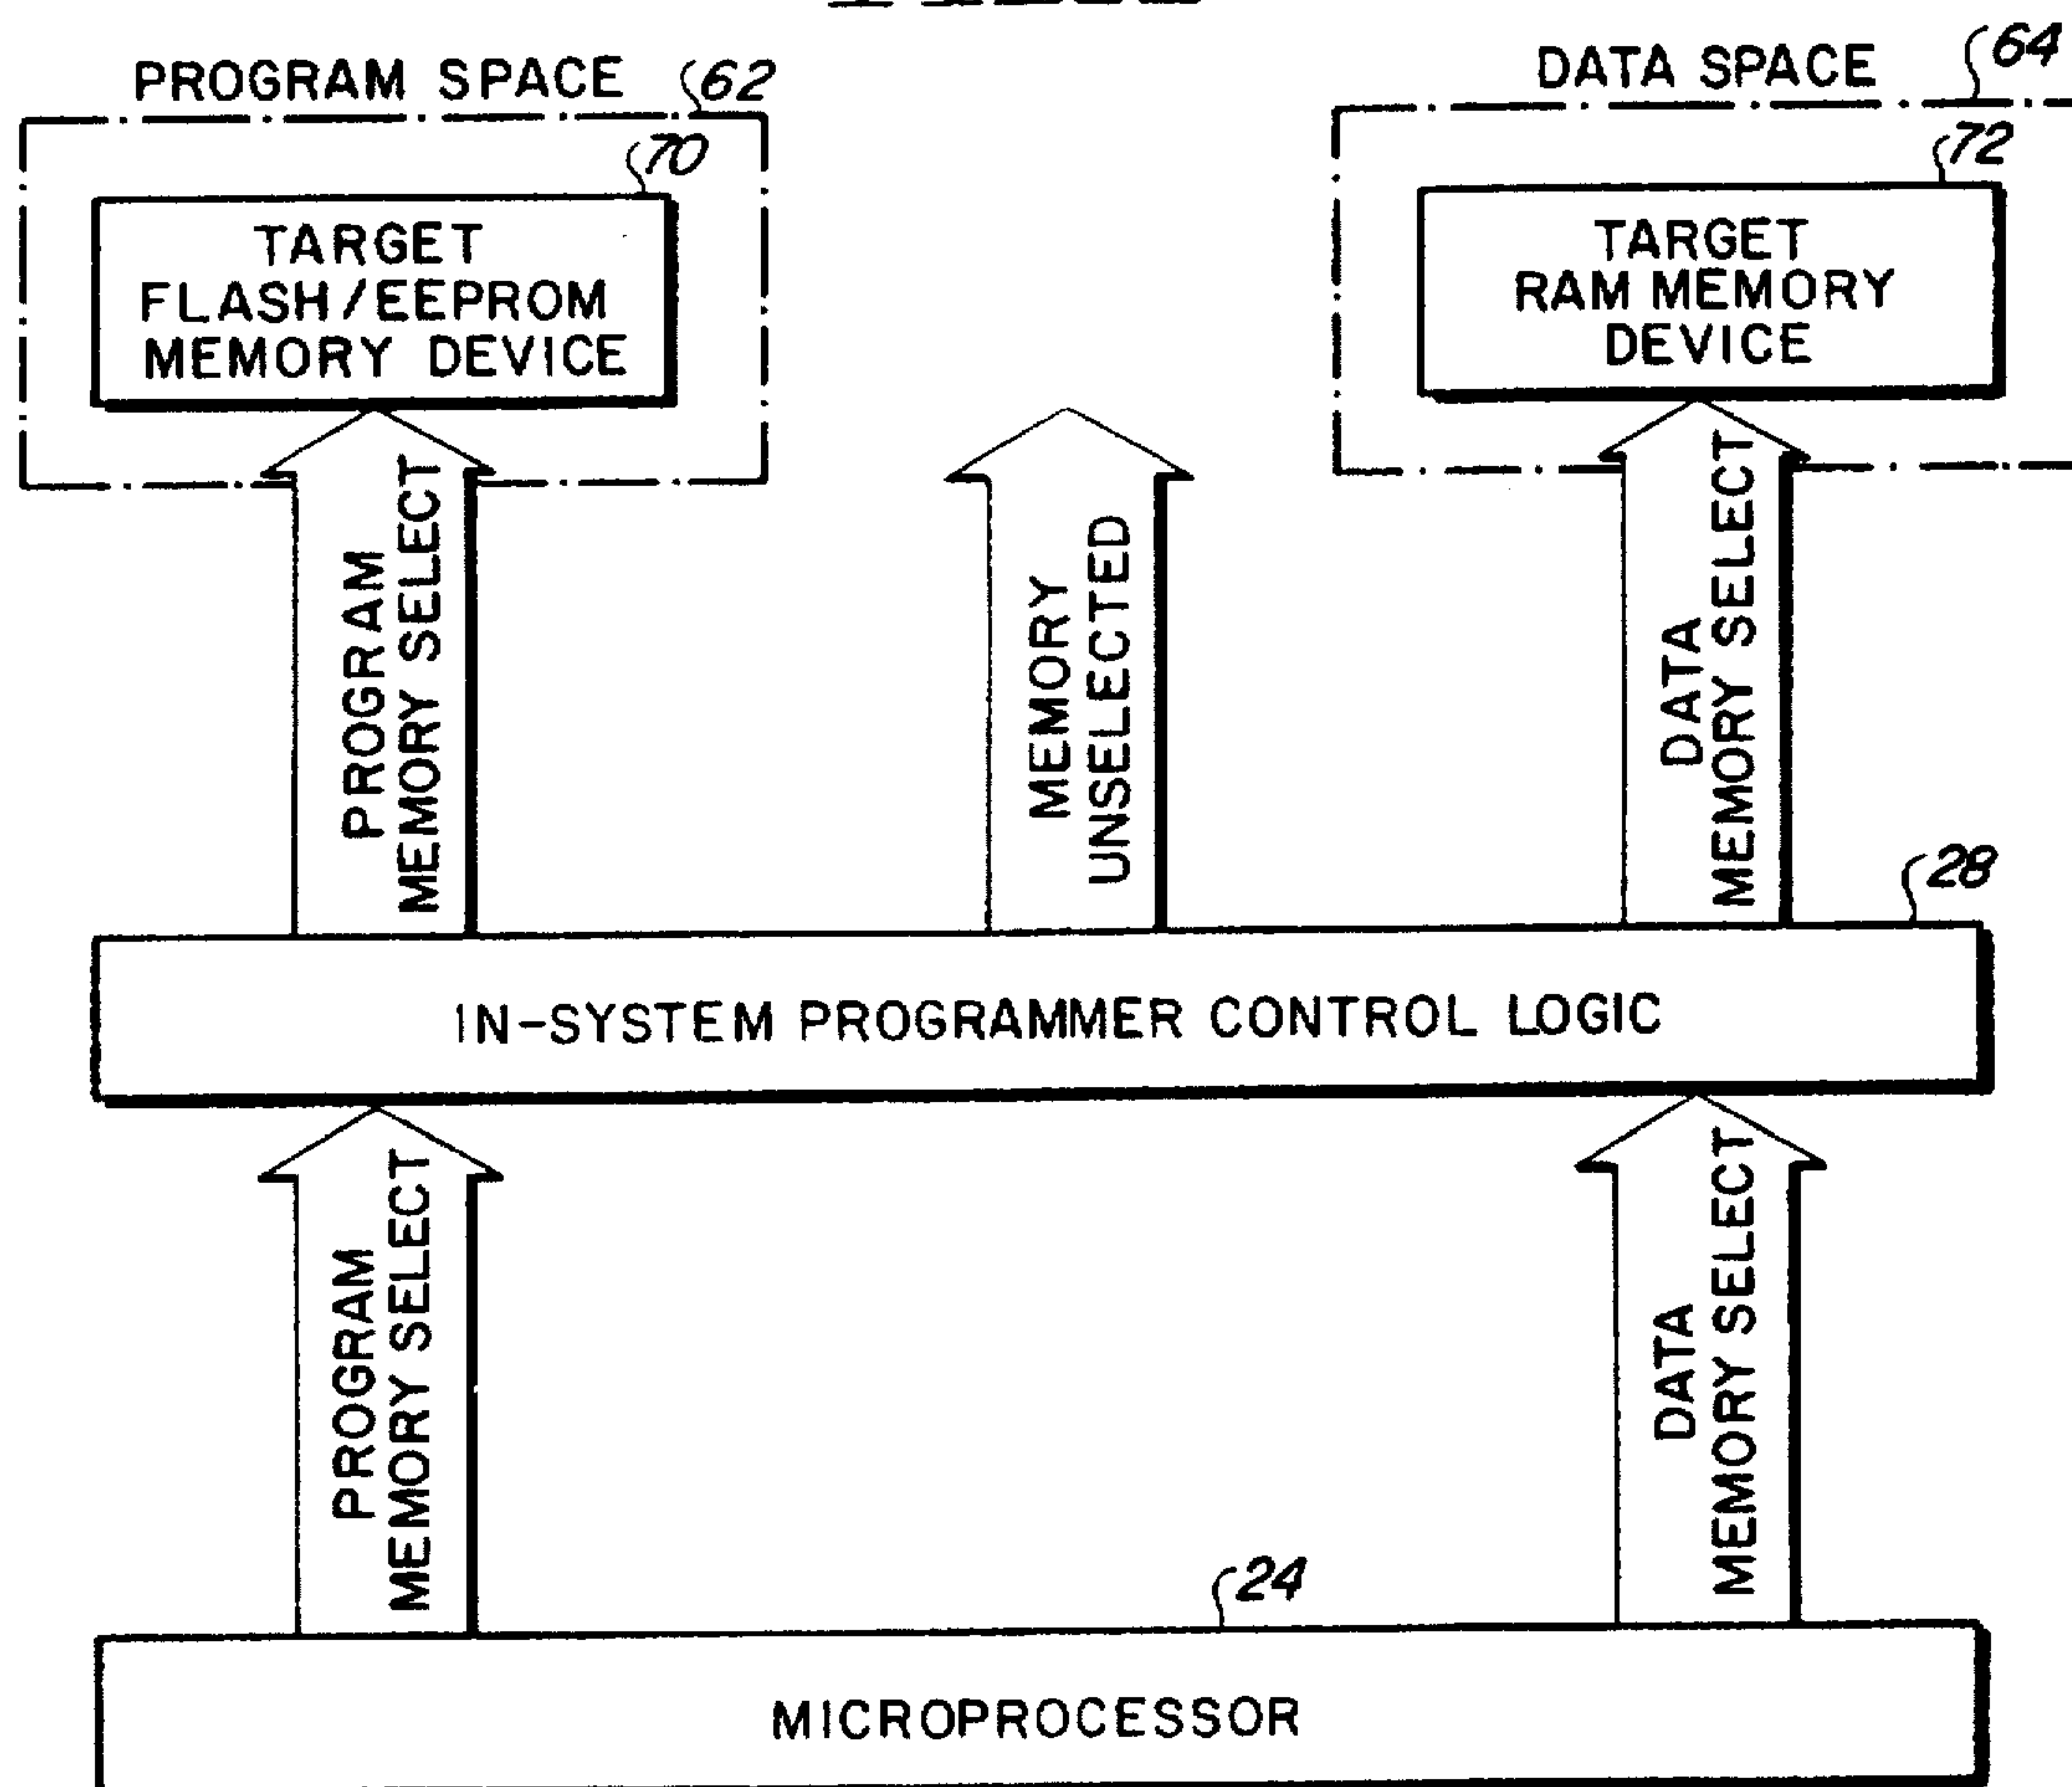 PROGRAM SPACE
62
DATA SPACE
64
70
TARGET
FLASH/EEPROM
MEMORY DEVICE
72
TARGET
RAM MEMORY
DEVICE
PROGRAM
MEMORY SELECT
MEMORY
UNSELECTED
DATA
MEMORY SELECT
28
IN-SYSTEM PROGRAMMER CONTROL LOGIC
PROGRAM
MEMORY SELECT
DATA
MEMORY SELECT
24
MICROPROCESSOR